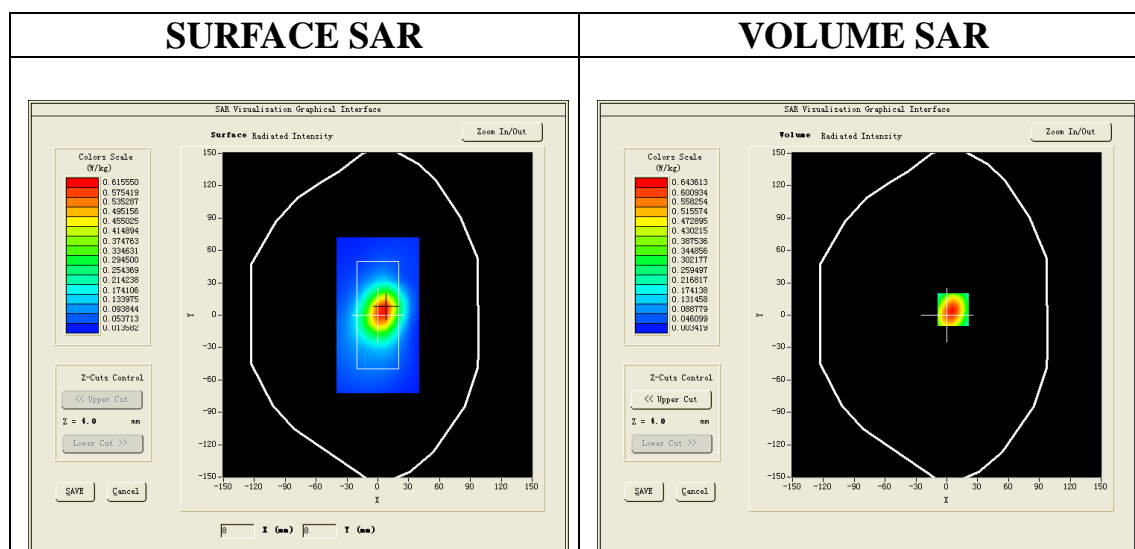 SURFACE SAR
VOLUME SAR
SAR Visualisation Graphical Interface
Surface Radiated Intensity
Zoom In/Out
Colors Scale
(W/kg)
0.615550
0.575419
0.535287
0.495156
0.455025
0.414894
0.374763
0.334631
0.294500
0.254369
0.214238
0.174106
0.133975
0.093844
0.053713
0.013582
150
120
90
60
30
0
-30
-60
-90
-120
-150
Y
-150 -120 -90 -60 -30 0 30 60 90 120 150
X
Z-Cuts Control
<< Upper Cut
Z = 4.0 mm
Lower Cut >>
SAVE Cancel
8 X (mm) 8 Y (mm)
SAR Visualisation Graphical Interface
Volume Radiated Intensity
Zoom In/Out
Colors Scale
(W/kg)
0.643613
0.600934
0.558254
0.515574
0.472895
0.430215
0.387536
0.344856
0.302177
0.259497
0.216817
0.174138
0.131458
0.088779
0.046099
0.003419
150
120
90
60
30
0
-30
-60
-90
-120
-150
Y
-150 -120 -90 -60 -30 0 30 60 90 120 150
X
Z-Cuts Control
<< Upper Cut
Z = 4.0 mm
Lower Cut >>
SAVE Cancel